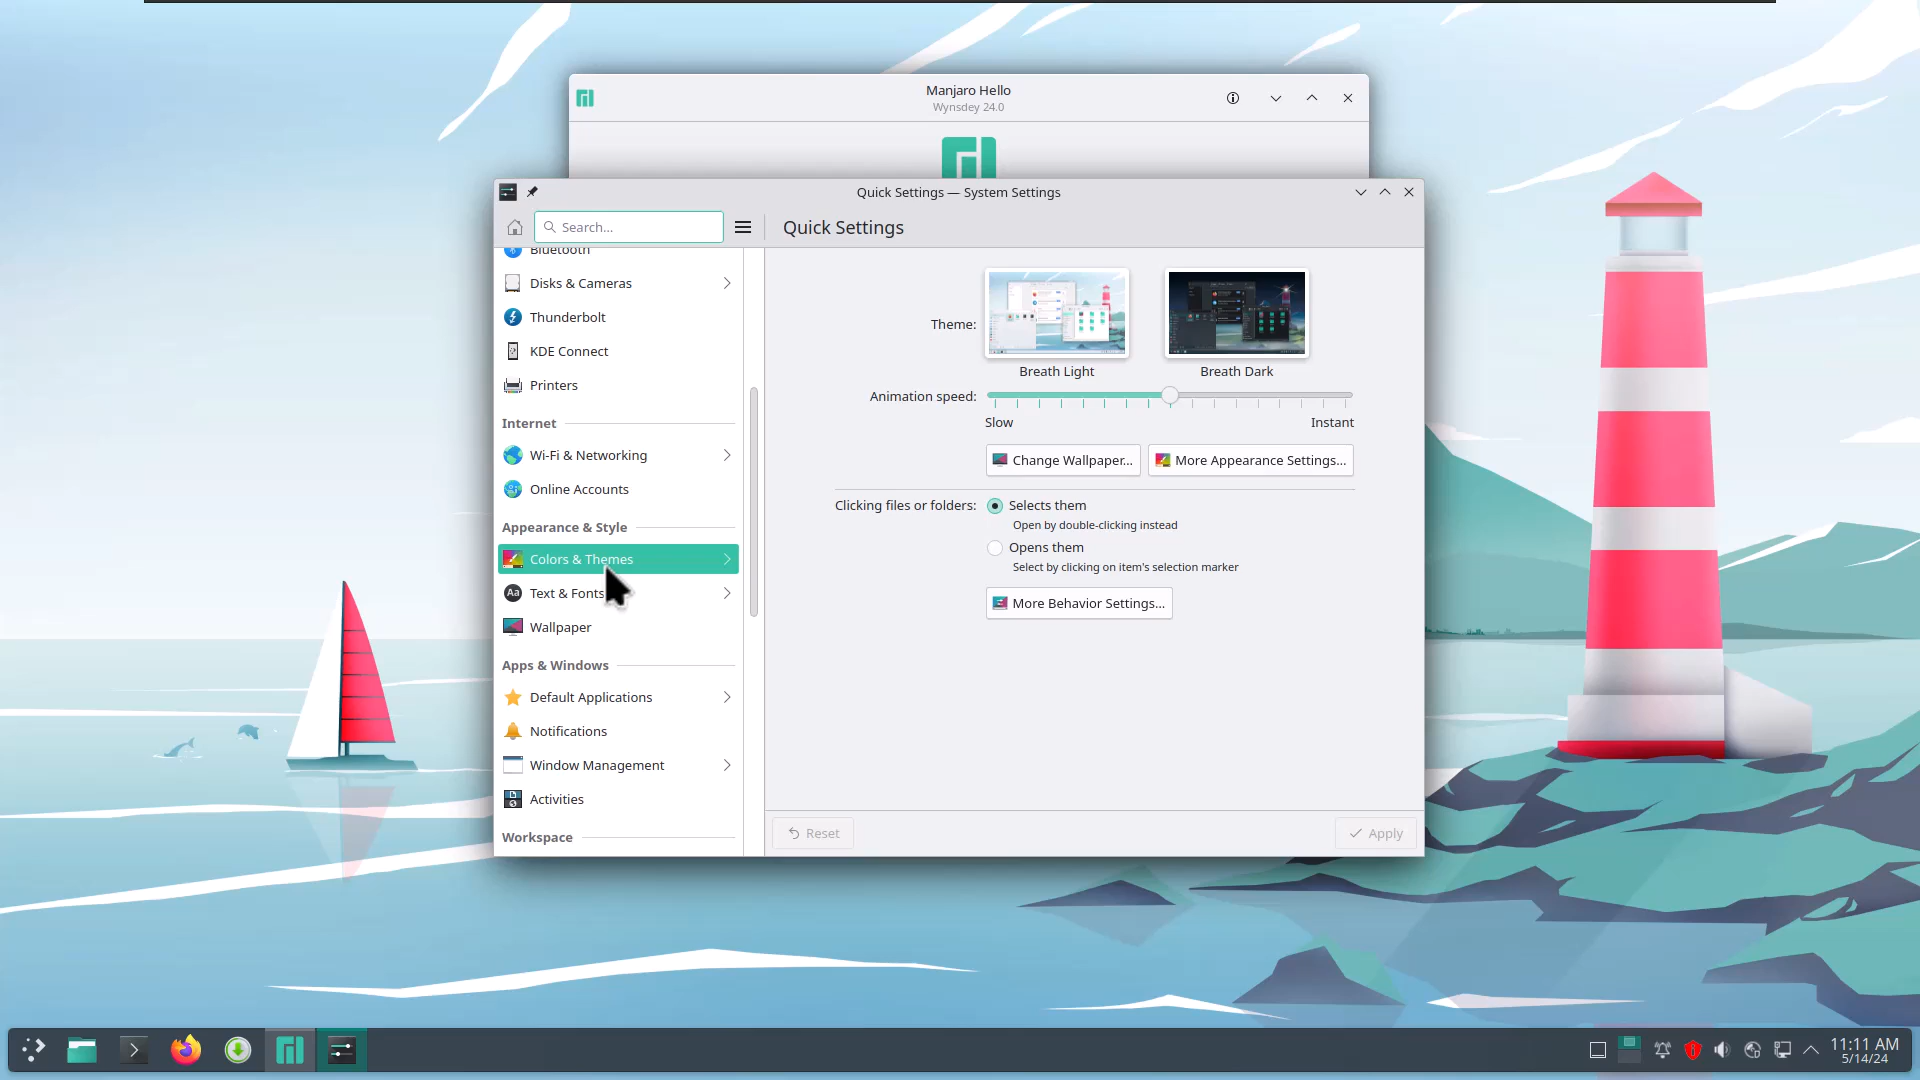 Manjaro Hello
Wynsdey 24.0
Quick Settings — System Settings
Search...
Quick Settings
Bluetooth
Disks & Cameras
Thunderbolt
KDE Connect
Printers
Internet
Wi-Fi & Networking
Online Accounts
Appearance & Style
Colors & Themes
Text & Fonts
Wallpaper
Apps & Windows
Default Applications
Notifications
Window Management
Activities
Workspace
Theme:
Breath Light
Breath Dark
Animation speed:
Slow
Instant
Change Wallpaper...
More Appearance Settings...
Clicking files or folders:
Selects them
Open by double-clicking instead
Opens them
Select by clicking on item's selection marker
More Behavior Settings...
Reset
Apply
11:11 AM
5/14/24